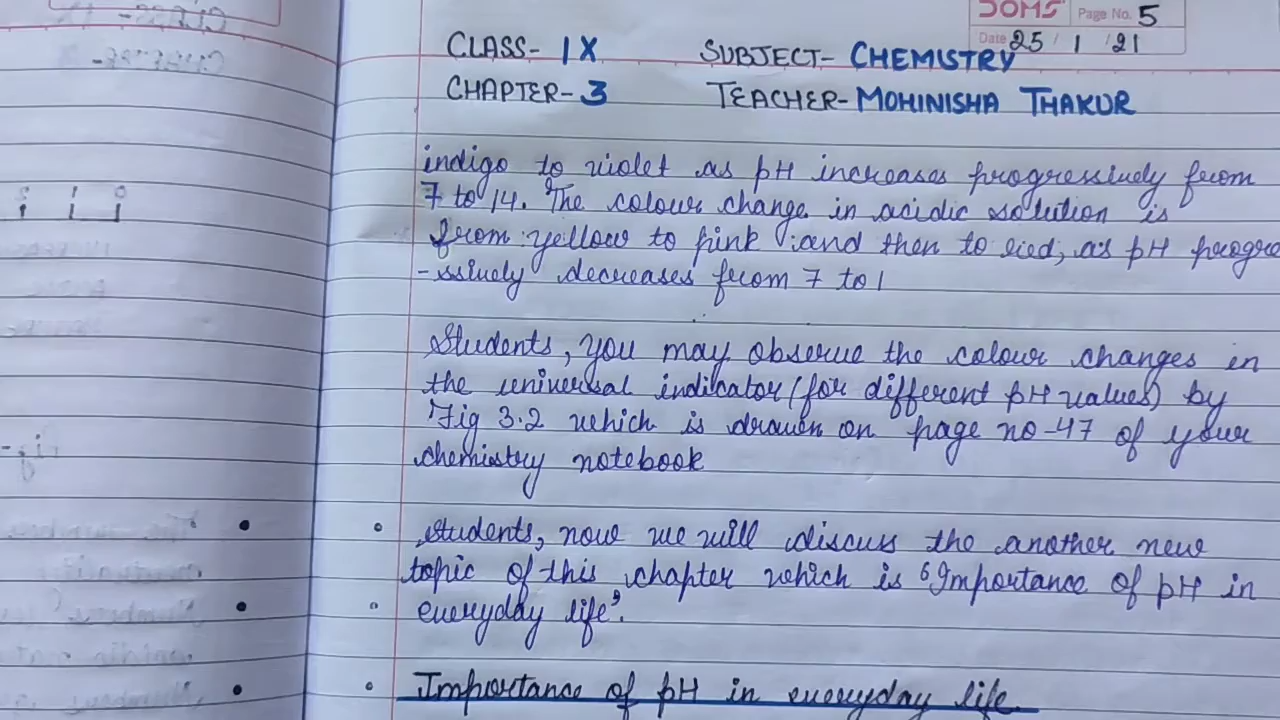 DOMS Page No. 5
Date 25 / 1 / 21
CLASS- IX SUBJECT- CHEMISTRY
CHAPTER-3 TEACHER- MOHINISHA THAKUR
indigo to violet as pH increases progressively from
7 to 14. The colour change in acidic solution is
from yellow to pink and then to red, as pH progre
-ssively decreases from 7 to 1
Students, you may observe the colour changes in
the universal indicator (for different pH values) by
Fig 3.2 which is drawn on page no-47 of your
chemistry notebook
students, now we will discuss the another new
topic of this chapter which is ‘Importance of pH in
everyday life’.
Importance of pH in everyday life